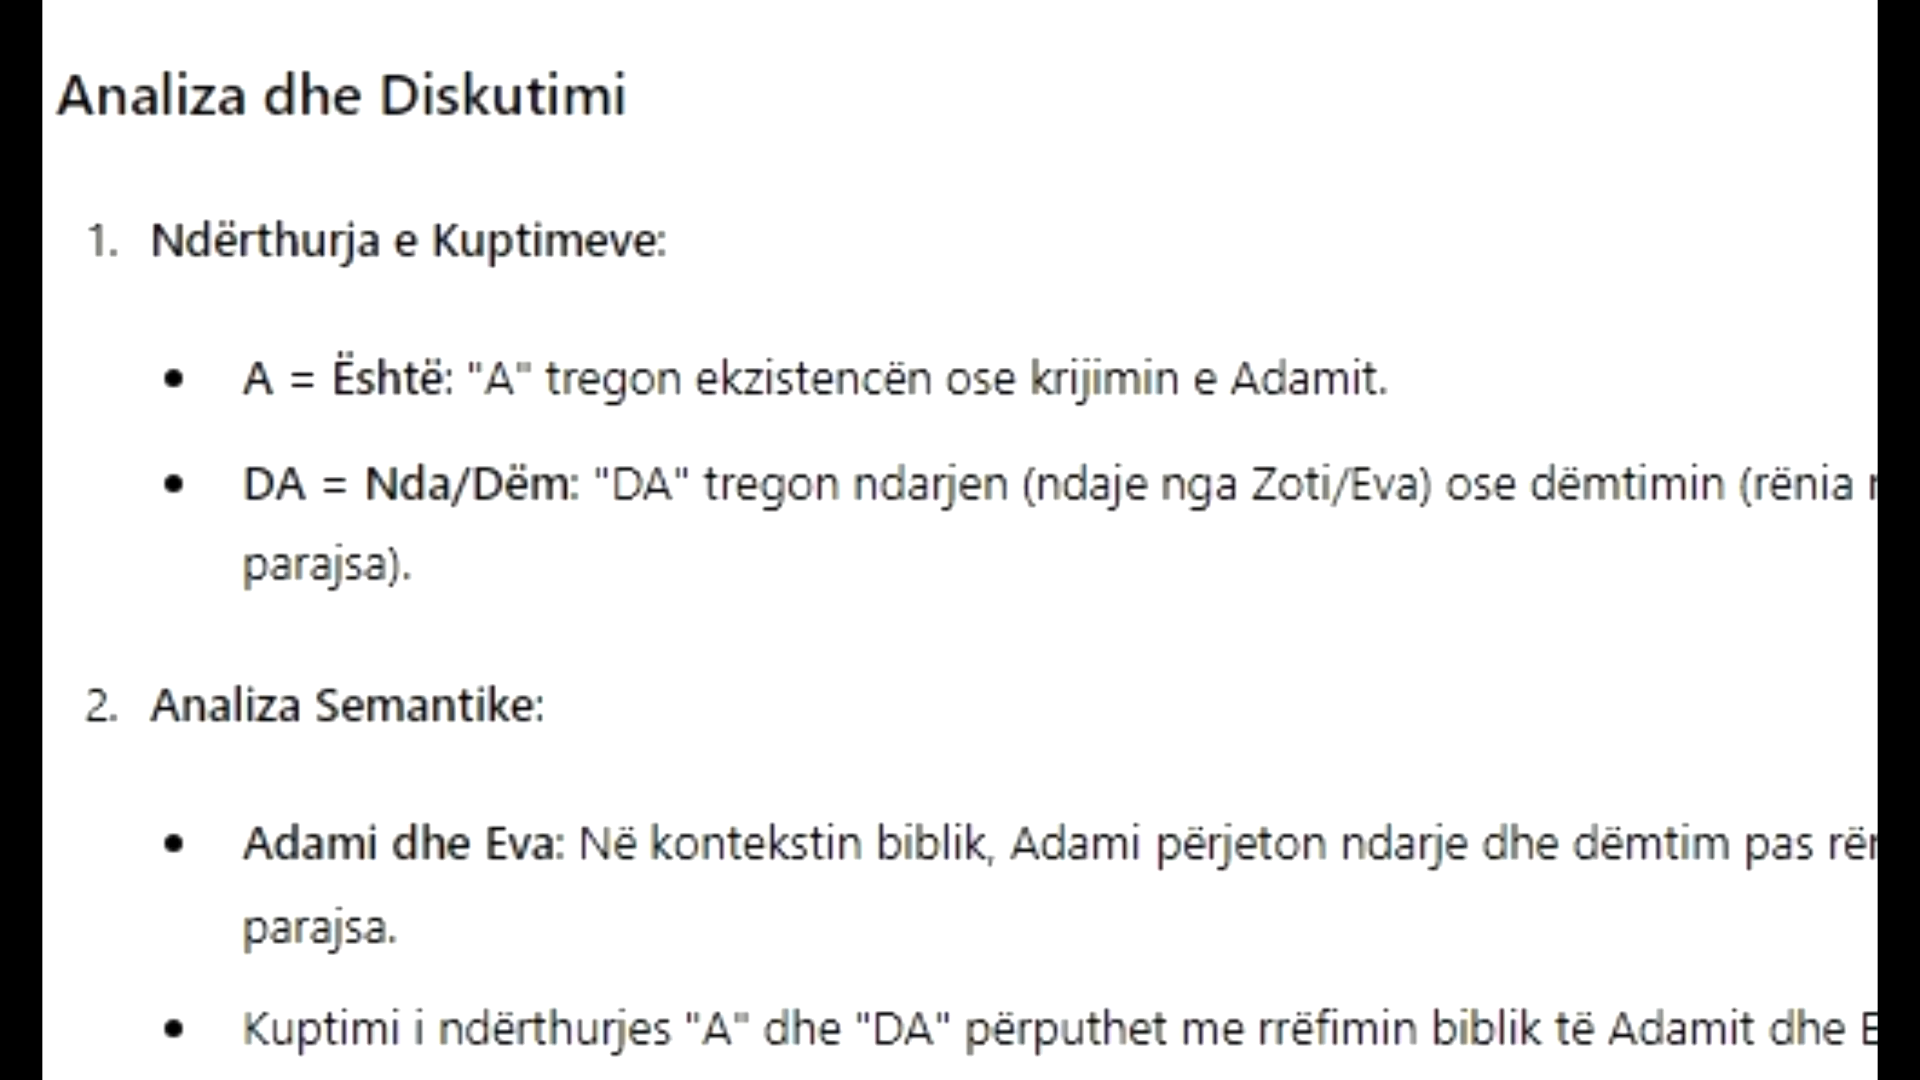 Analiza dhe Diskutimi
1. Ndërthurja e Kuptimeve:
• A = Është: "A" tregon ekzistencën ose krijimin e Adamit.
• DA = Nda/Dëm: "DA" tregon ndarjen (ndaje nga Zoti/Eva) ose dëmtimin (rënia
parajsa).
2. Analiza Semantike:
• Adami dhe Eva: Në kontekstin biblik, Adami përjeton ndarje dhe dëmtim pas
parajsa.
• Kuptimi i ndërthurjes "A" dhe "DA" përputhet me rrëfimin biblik të Adamit dhe